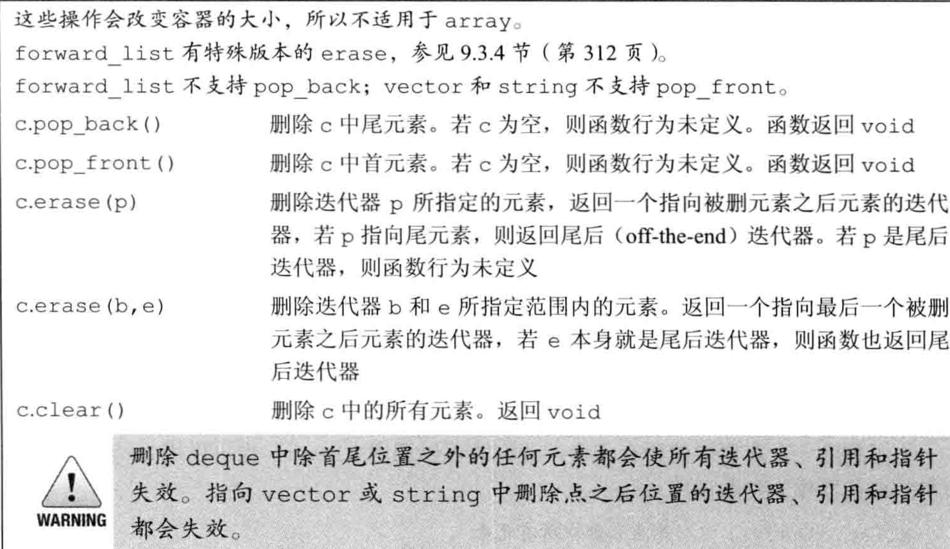 这些操作会改变容器的大小，所以不适用于 array。
forward_list 有特殊版本的 erase，参见 9.3.4 节（第 312 页）。
forward_list 不支持 pop_back；vector 和 string 不支持 pop_front。
c.pop_back() 删除 c 中尾元素。若 c 为空，则函数行为未定义。函数返回 void
c.pop_front() 删除 c 中首元素。若 c 为空，则函数行为未定义。函数返回 void
c.erase(p) 删除迭代器 p 所指定的元素，返回一个指向被删元素之后元素的迭代
器，若 p 指向尾元素，则返回尾后（off-the-end）迭代器。若 p 是尾后
迭代器，则函数行为未定义
c.erase(b,e) 删除迭代器 b 和 e 所指定范围内的元素。返回一个指向最后一个被删
元素之后元素的迭代器，若 e 本身就是尾后迭代器，则函数也返回尾
后迭代器
c.clear() 删除 c 中的所有元素。返回 void
删除 deque 中除首尾位置之外的任何元素都会使所有迭代器、引用和指针
失效。指向 vector 或 string 中删除点之后位置的迭代器、引用和指针
都会失效。
WARNING